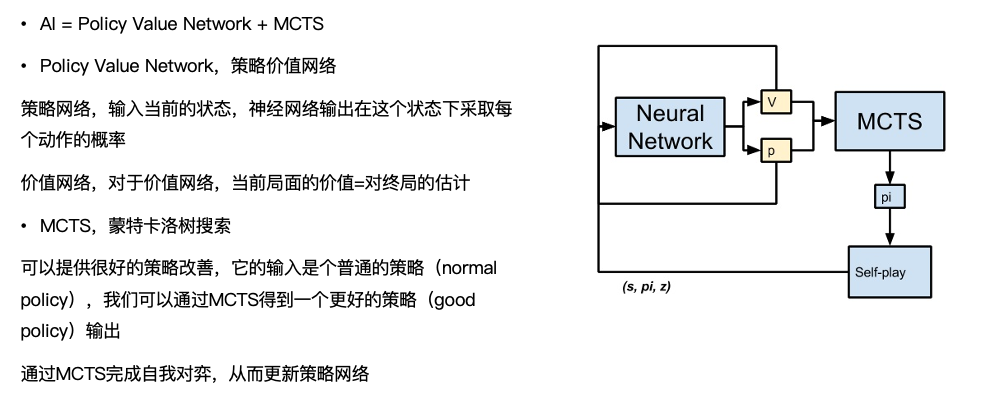 • AI = Policy Value Network + MCTS
• Policy Value Network，策略价值网络
策略网络，输入当前的状态，神经网络输出在这个状态下采取每
个动作的概率
价值网络，对于价值网络，当前局面的价值=对终局的估计
• MCTS，蒙特卡洛树搜索
可以提供很好的策略改善，它的输入是个普通的策略（normal
policy），我们可以通过MCTS得到一个更好的策略（good
policy）输出
通过MCTS完成自我对弈，从而更新策略网络
Neural
Network
V
p
MCTS
pi
Self-play
(s, pi, z)